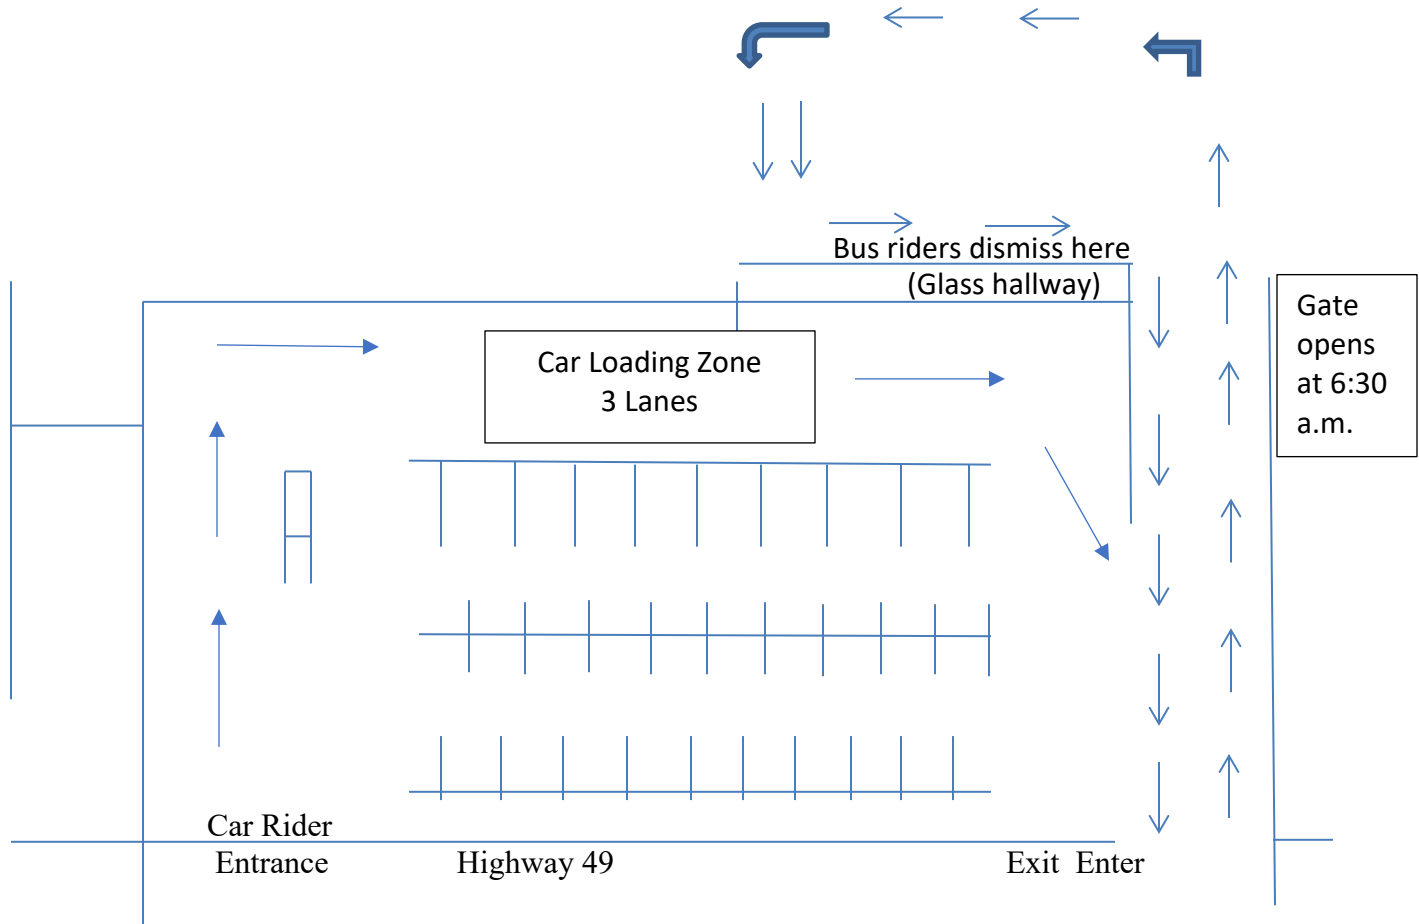 Bus riders dismiss here
(Glass hallway)
Gate
opens
at 6:30
a.m.
Car Loading Zone
3 Lanes
Car Rider
Entrance
Highway 49
Exit Enter